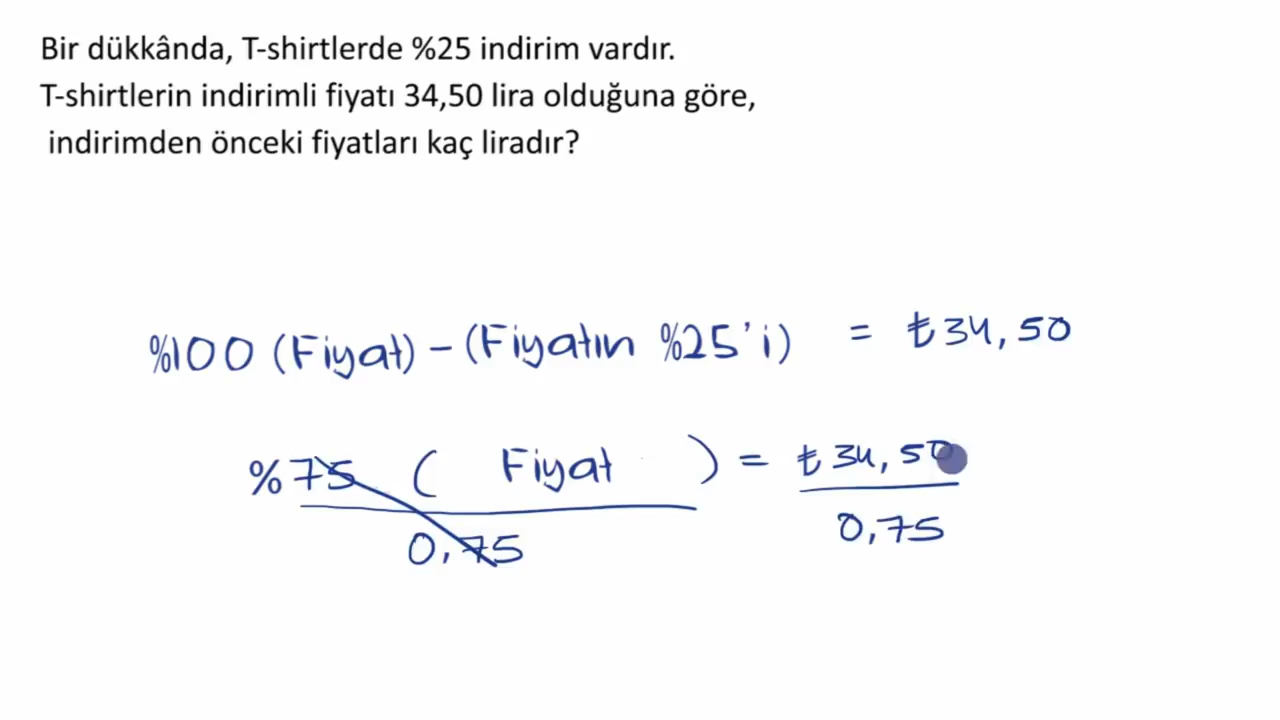 Bir dükkânda, T-shirtlerde %25 indirim vardır.
T-shirtlerin indirimli fiyatı 34,50 lira olduğuna göre,
indirimden önceki fiyatları kaç liradır?
%100 (Fiyat) - (Fiyatın %25'i) = ₺34,50
%75 ( Fiyat ) = ₺34,50
0,75 0,75